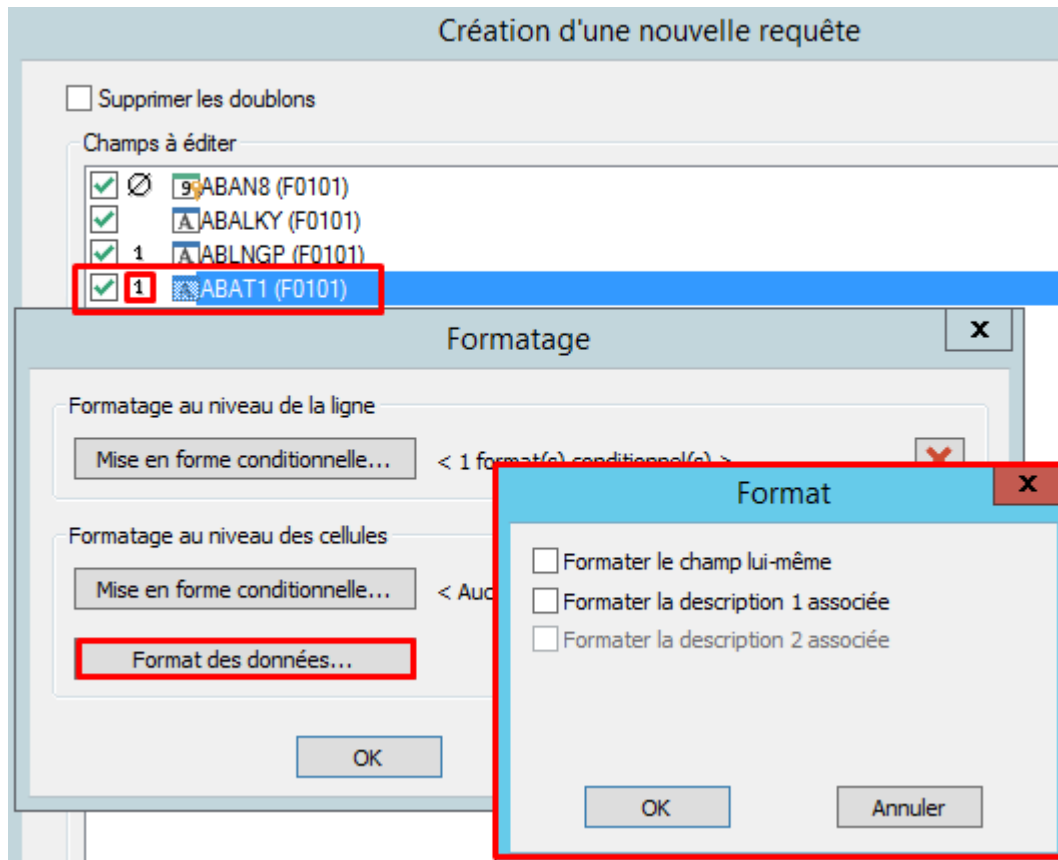 Création d'une nouvelle requête
Supprimer les doublons
Champs à éditer
Ø 9 ABAN8 (F0101)
A ABALKY (F0101)
1 A ABLNGP (F0101)
1 ABAT1 (F0101)
Formatage x
Formatage au niveau de la ligne
Mise en forme conditionnelle... < 1 format(s) conditionnel(s) >
Format x
Formatage au niveau des cellules
Formater le champ lui-même
Mise en forme conditionnelle... < Auc
Formater la description 1 associée
Formater la description 2 associée
Format des données...
OK
OK Annuler